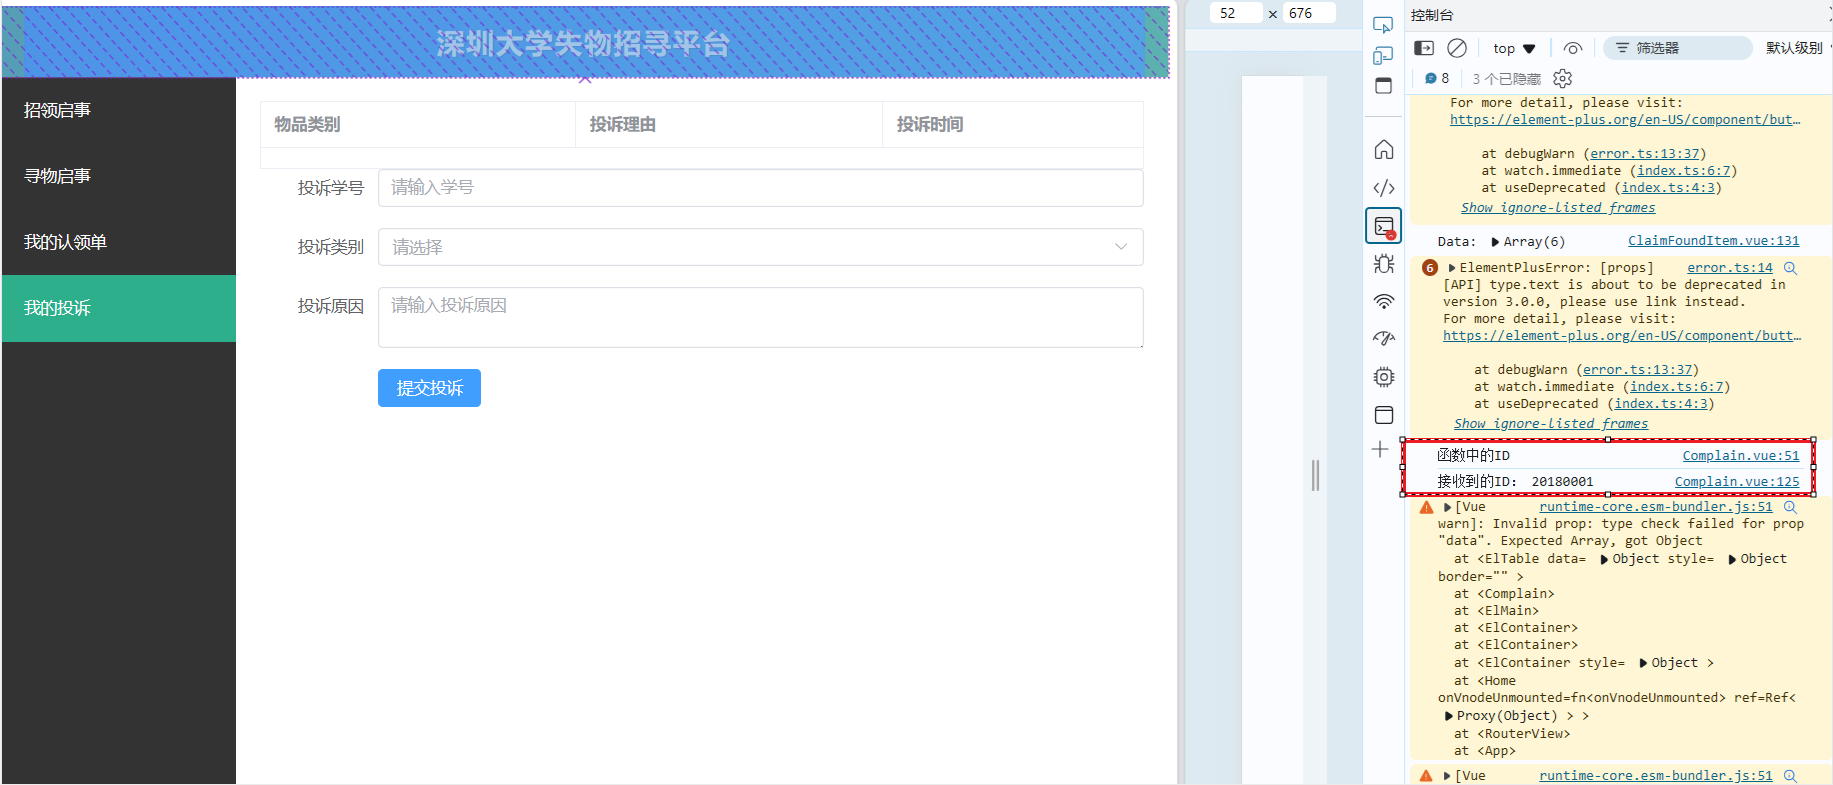 深圳大学失物招寻平台
招领启事
寻物启事
我的认领单
我的投诉
物品类别 投诉理由 投诉时间
投诉学号 请输入学号
投诉类别 请选择
投诉原因 请输入投诉原因
提交投诉
52 × 676
控制台
top 筛选器 默认级别
8 3 个已隐藏
For more detail, please visit:
https://element-plus.org/en-US/component/but…
at debugWarn (error.ts:13:37)
at watch.immediate (index.ts:6:7)
at useDeprecated (index.ts:4:3)
Show ignore-listed frames
Data: ▶Array(6) ClaimFoundItem.vue:131
6 ▶ElementPlusError: [props] error.ts:14
[API] type.text is about to be deprecated in
version 3.0.0, please use link instead.
For more detail, please visit:
https://element-plus.org/en-US/component/butt…
at debugWarn (error.ts:13:37)
at watch.immediate (index.ts:6:7)
at useDeprecated (index.ts:4:3)
Show ignore-listed frames
函数中的ID Complain.vue:51
接收到的ID： 20180001 Complain.vue:125
▶[Vue runtime-core.esm-bundler.js:51
warn]: Invalid prop: type check failed for prop
"data". Expected Array, got Object
at <ElTable data= ▶Object style= ▶Object
border="" >
at <Complain>
at <ElMain>
at <ElContainer>
at <ElContainer>
at <ElContainer style= ▶Object >
at <Home
onVnodeUnmounted=fn<onVnodeUnmounted> ref=Ref<
▶Proxy(Object) > >
at <RouterView>
at <App>
▶[Vue runtime-core.esm-bundler.js:51